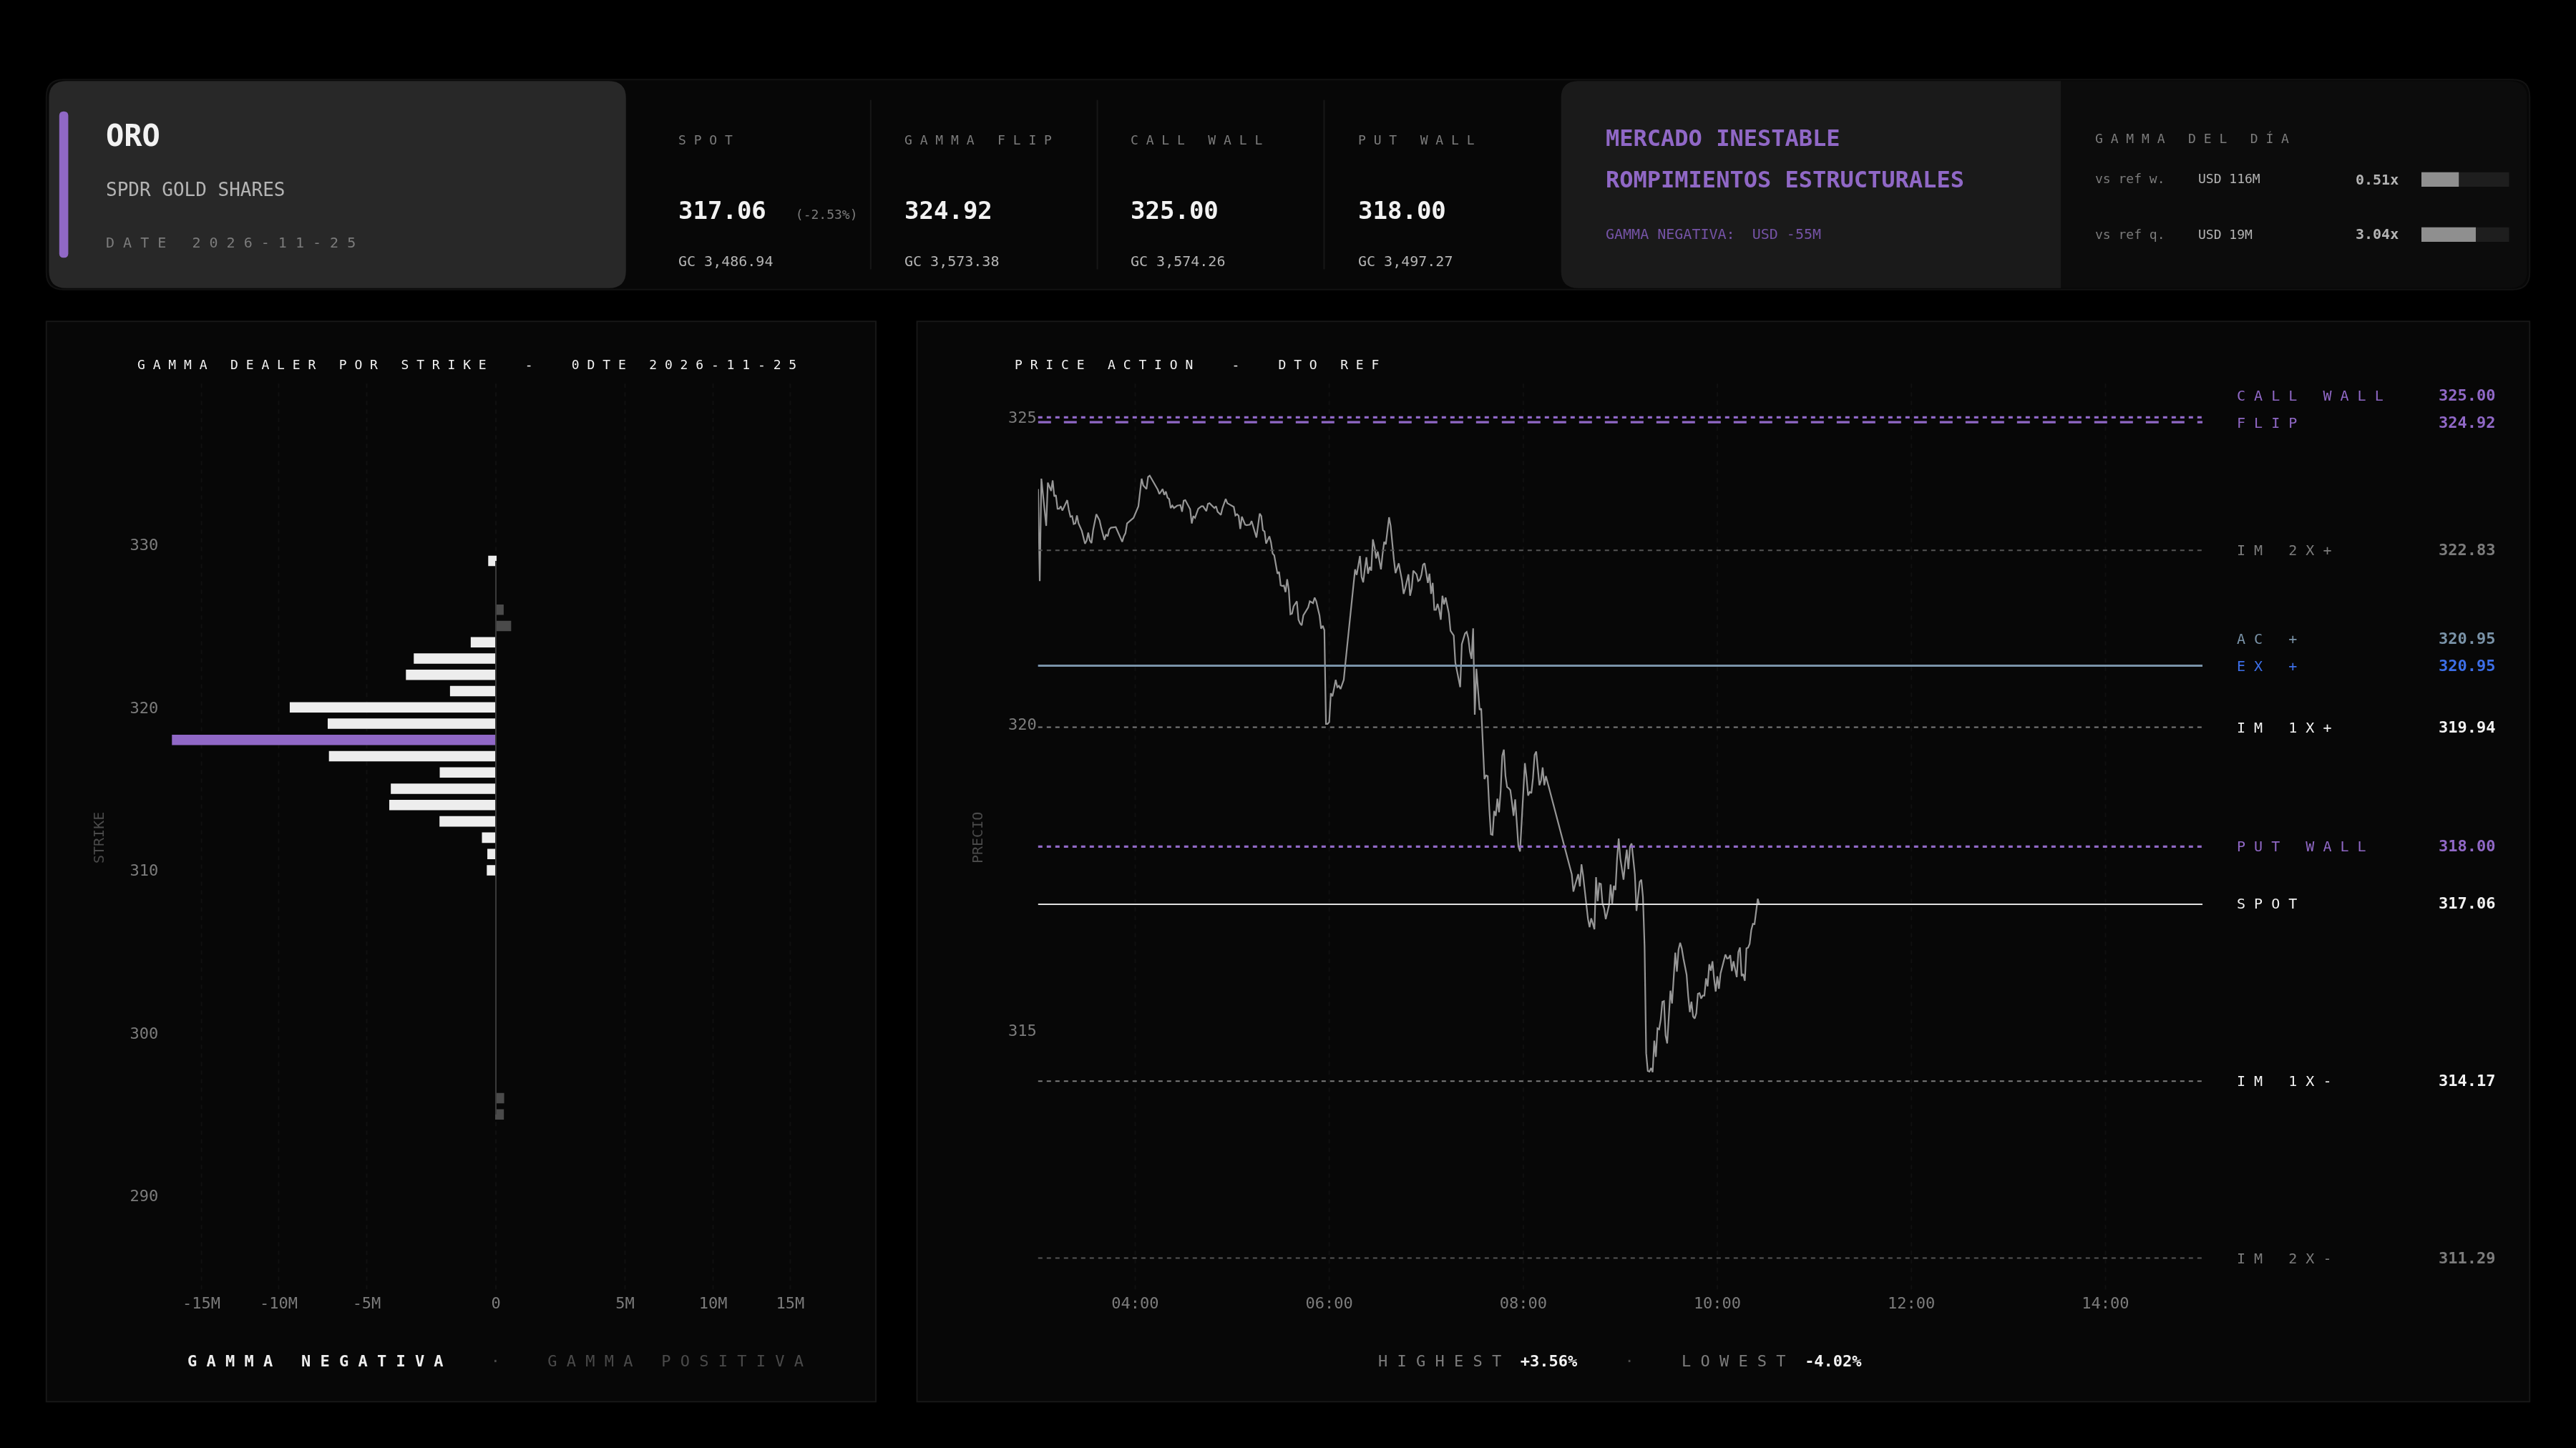 ORO
SPDR GOLD SHARES
DATE 2026-11-25
SPOT
317.06 (-2.53%)
GC 3,486.94
GAMMA FLIP
324.92
GC 3,573.38
CALL WALL
325.00
GC 3,574.26
PUT WALL
318.00
GC 3,497.27
MERCADO INESTABLE
ROMPIMIENTOS ESTRUCTURALES
GAMMA NEGATIVA: USD -55M
GAMMA DEL DÍA
vs ref w. USD 116M 0.51x
vs ref q. USD 19M 3.04x
GAMMA DEALER POR STRIKE - 0DTE 2026-11-25
STRIKE
330
320
310
300
290
-15M -10M -5M 0 5M 10M 15M
GAMMA NEGATIVA · GAMMA POSITIVA
PRICE ACTION - DTO REF
PRECIO
325
320
315
CALL WALL 325.00
FLIP 324.92
IM 2X+ 322.83
AC + 320.95
EX + 320.95
IM 1X+ 319.94
PUT WALL 318.00
SPOT 317.06
IM 1X- 314.17
IM 2X- 311.29
04:00 06:00 08:00 10:00 12:00 14:00
HIGHEST +3.56% · LOWEST -4.02%